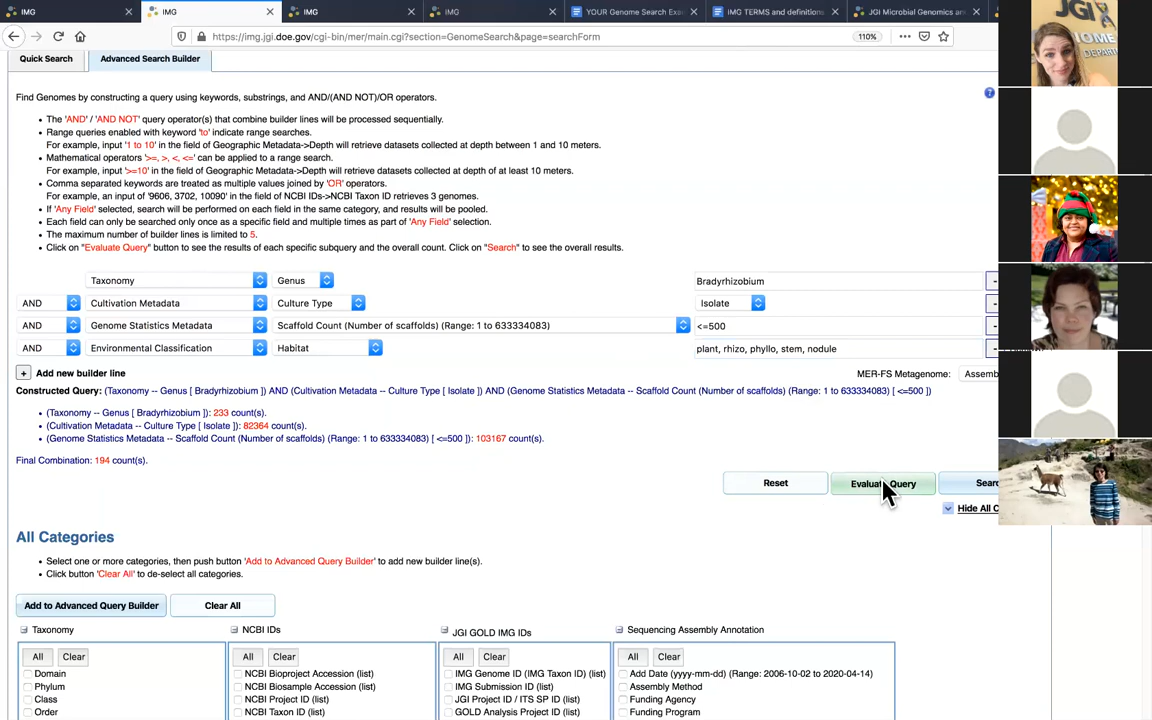 IMG
IMG
IMG
IMG
YOUR Genome Search Exe
IMG TERMS and definitions
JGI Microbial Genomics an
https://img.jgi.doe.gov/cgi-bin/mer/main.cgi?section=GenomeSearch&page=searchForm
110%
Quick Search
Advanced Search Builder
Find Genomes by constructing a query using keywords, substrings, and AND/(AND NOT)/OR operators.
The 'AND' / 'AND NOT' query operator(s) that combine builder lines will be processed sequentially.
Range queries enabled with keyword 'to' indicate range searches.
For example, input '1 to 10' in the field of Geographic Metadata->Depth will retrieve datasets collected at depth between 1 and 10 meters.
Mathematical operators '>=, >, <, <=' can be applied to a range search.
For example, input '>=10' in the field of Geographic Metadata->Depth will retrieve datasets collected at depth of at least 10 meters.
Comma separated keywords are treated as multiple values joined by 'OR' operators.
For example, an input of '9606, 3702, 10090' in the field of NCBI IDs->NCBI Taxon ID retrieves 3 genomes.
If 'Any Field' selected, search will be performed on each field in the same category, and results will be pooled.
Each field can only be searched only once as a specific field and multiple times as part of 'Any Field' selection.
The maximum number of builder lines is limited to 5.
Click on "Evaluate Query" button to see the results of each specific subquery and the overall count. Click on "Search" to see the overall results.
Taxonomy Genus Bradyrhizobium -
AND Cultivation Metadata Culture Type Isolate -
AND Genome Statistics Metadata Scaffold Count (Number of scaffolds) (Range: 1 to 633334083) <=500 -
AND Environmental Classification Habitat plant, rhizo, phyllo, stem, nodule -
+ Add new builder line
MER-FS Metagenome: Assemb
Constructed Query: (Taxonomy -- Genus [ Bradyrhizobium ]) AND (Cultivation Metadata -- Culture Type [ Isolate ]) AND (Genome Statistics Metadata -- Scaffold Count (Number of scaffolds) (Range: 1 to 633334083) [ <=500 ])
(Taxonomy -- Genus [ Bradyrhizobium ]): 233 count(s).
(Cultivation Metadata -- Culture Type [ Isolate ]): 82364 count(s).
(Genome Statistics Metadata -- Scaffold Count (Number of scaffolds) (Range: 1 to 633334083) [ <=500 ]): 103167 count(s).
Final Combination: 194 count(s).
Reset
Evaluate Query
Searc
Hide All C
All Categories
Select one or more categories, then push button 'Add to Advanced Query Builder' to add new builder line(s).
Click button 'Clear All' to de-select all categories.
Add to Advanced Query Builder
Clear All
Taxonomy
NCBI IDs
JGI GOLD IMG IDs
Sequencing Assembly Annotation
All Clear All Clear All Clear All Clear
Domain NCBI Bioproject Accession (list) IMG Genome ID (IMG Taxon ID) (list) Add Date (yyyy-mm-dd) (Range: 2006-10-02 to 2020-04-14)
Phylum NCBI Biosample Accession (list) IMG Submission ID (list) Assembly Method
Class NCBI Project ID (list) JGI Project ID / ITS SP ID (list) Funding Agency
Order NCBI Taxon ID (list) GOLD Analysis Project ID (list) Funding Program
JGI